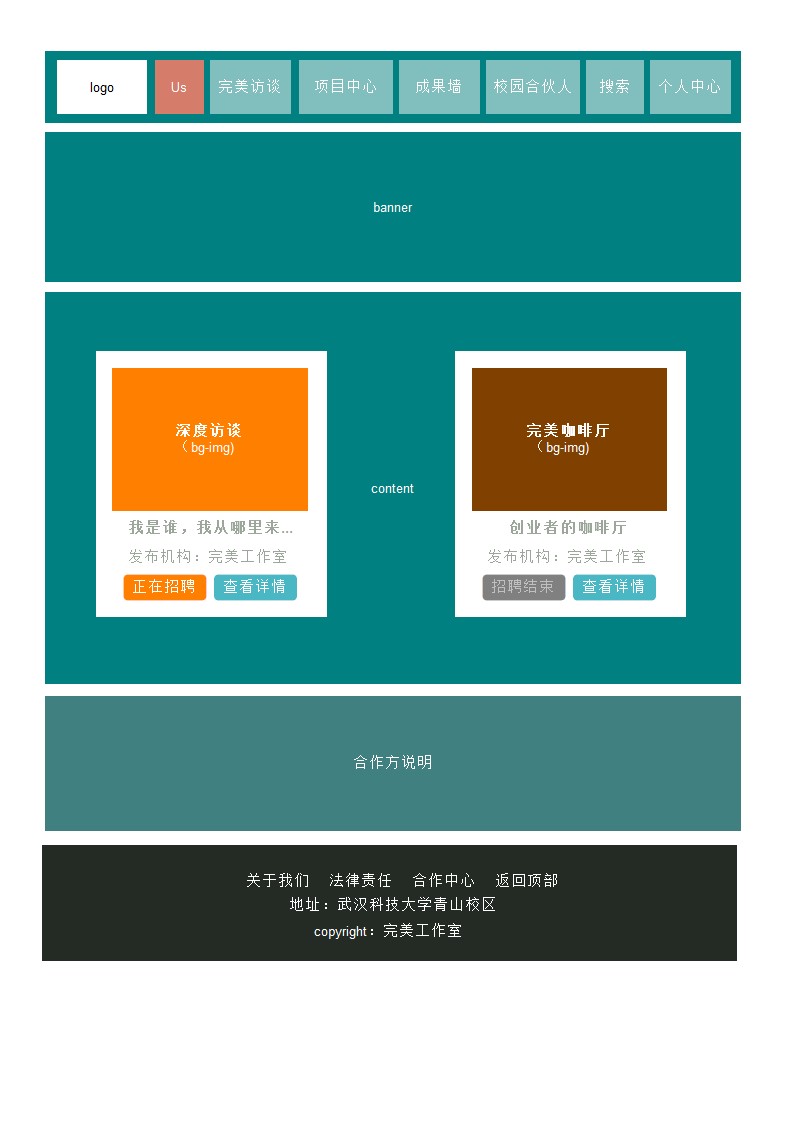 logo Us 完美访谈 项目中心 成果墙 校园合伙人 搜索 个人中心
banner
深度访谈
（bg-img)
我是谁，我从哪里来...
发布机构：完美工作室
正在招聘 查看详情
content
完美咖啡厅
（bg-img)
创业者的咖啡厅
发布机构：完美工作室
招聘结束 查看详情
合作方说明
关于我们 法律责任 合作中心 返回顶部
地址：武汉科技大学青山校区
copyright：完美工作室